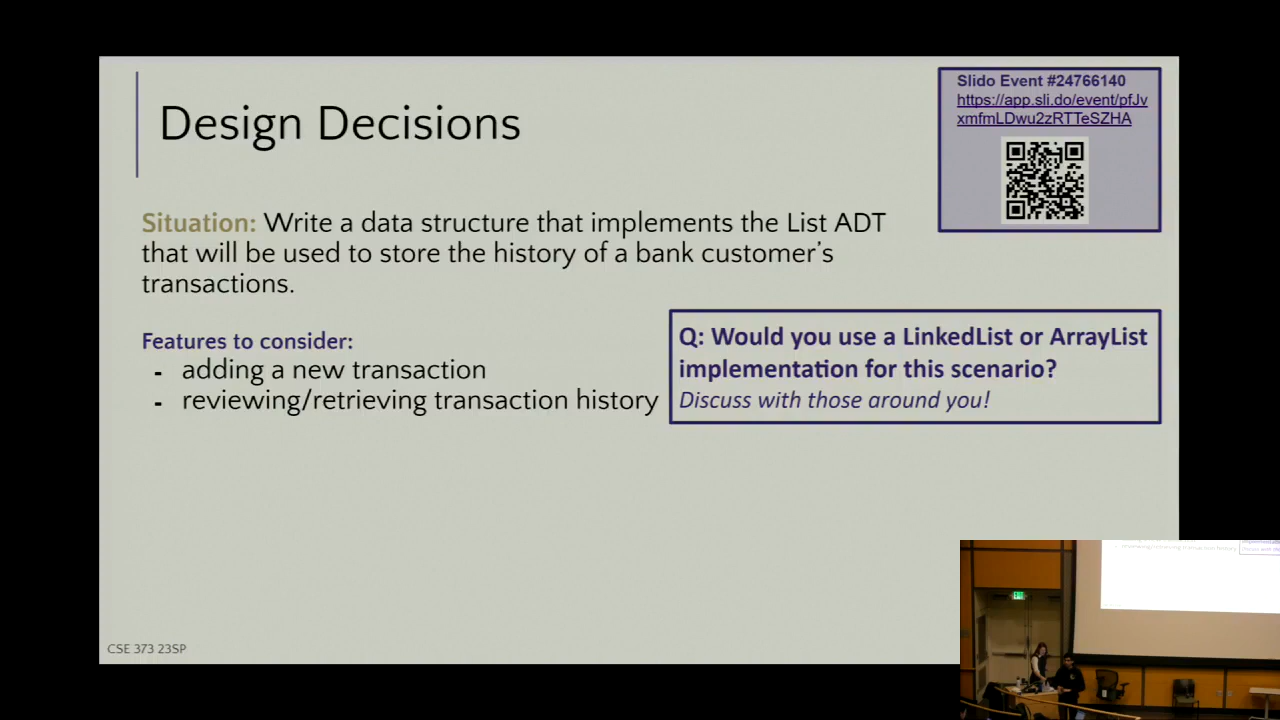 Design Decisions
Slido Event #24766140
https://app.sli.do/event/pfJv
xmfmLDwu2zRTTeSZHA
Situation: Write a data structure that implements the List ADT
that will be used to store the history of a bank customer's
transactions.
Features to consider:
- adding a new transaction
- reviewing/retrieving transaction history
Q: Would you use a LinkedList or ArrayList
implementation for this scenario?
Discuss with those around you!
CSE 373 23SP